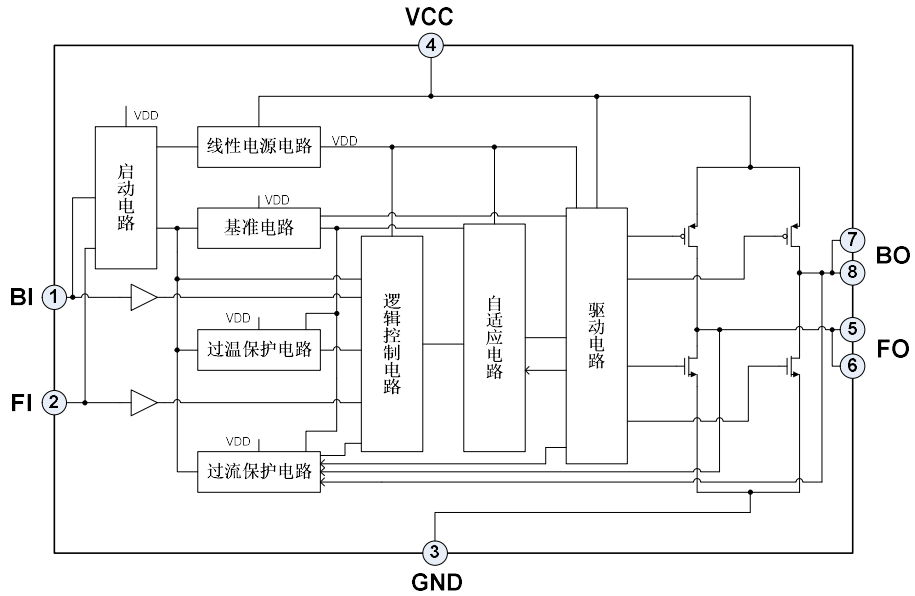 VCC
4
VDD
线性电源电路
VDD
启动电路
VDD
基准电路
7
BO
8
BI
1
逻辑控制电路
自适应电路
驱动电路
VDD
过温保护电路
5
FO
6
FI
2
VDD
过流保护电路
3
GND